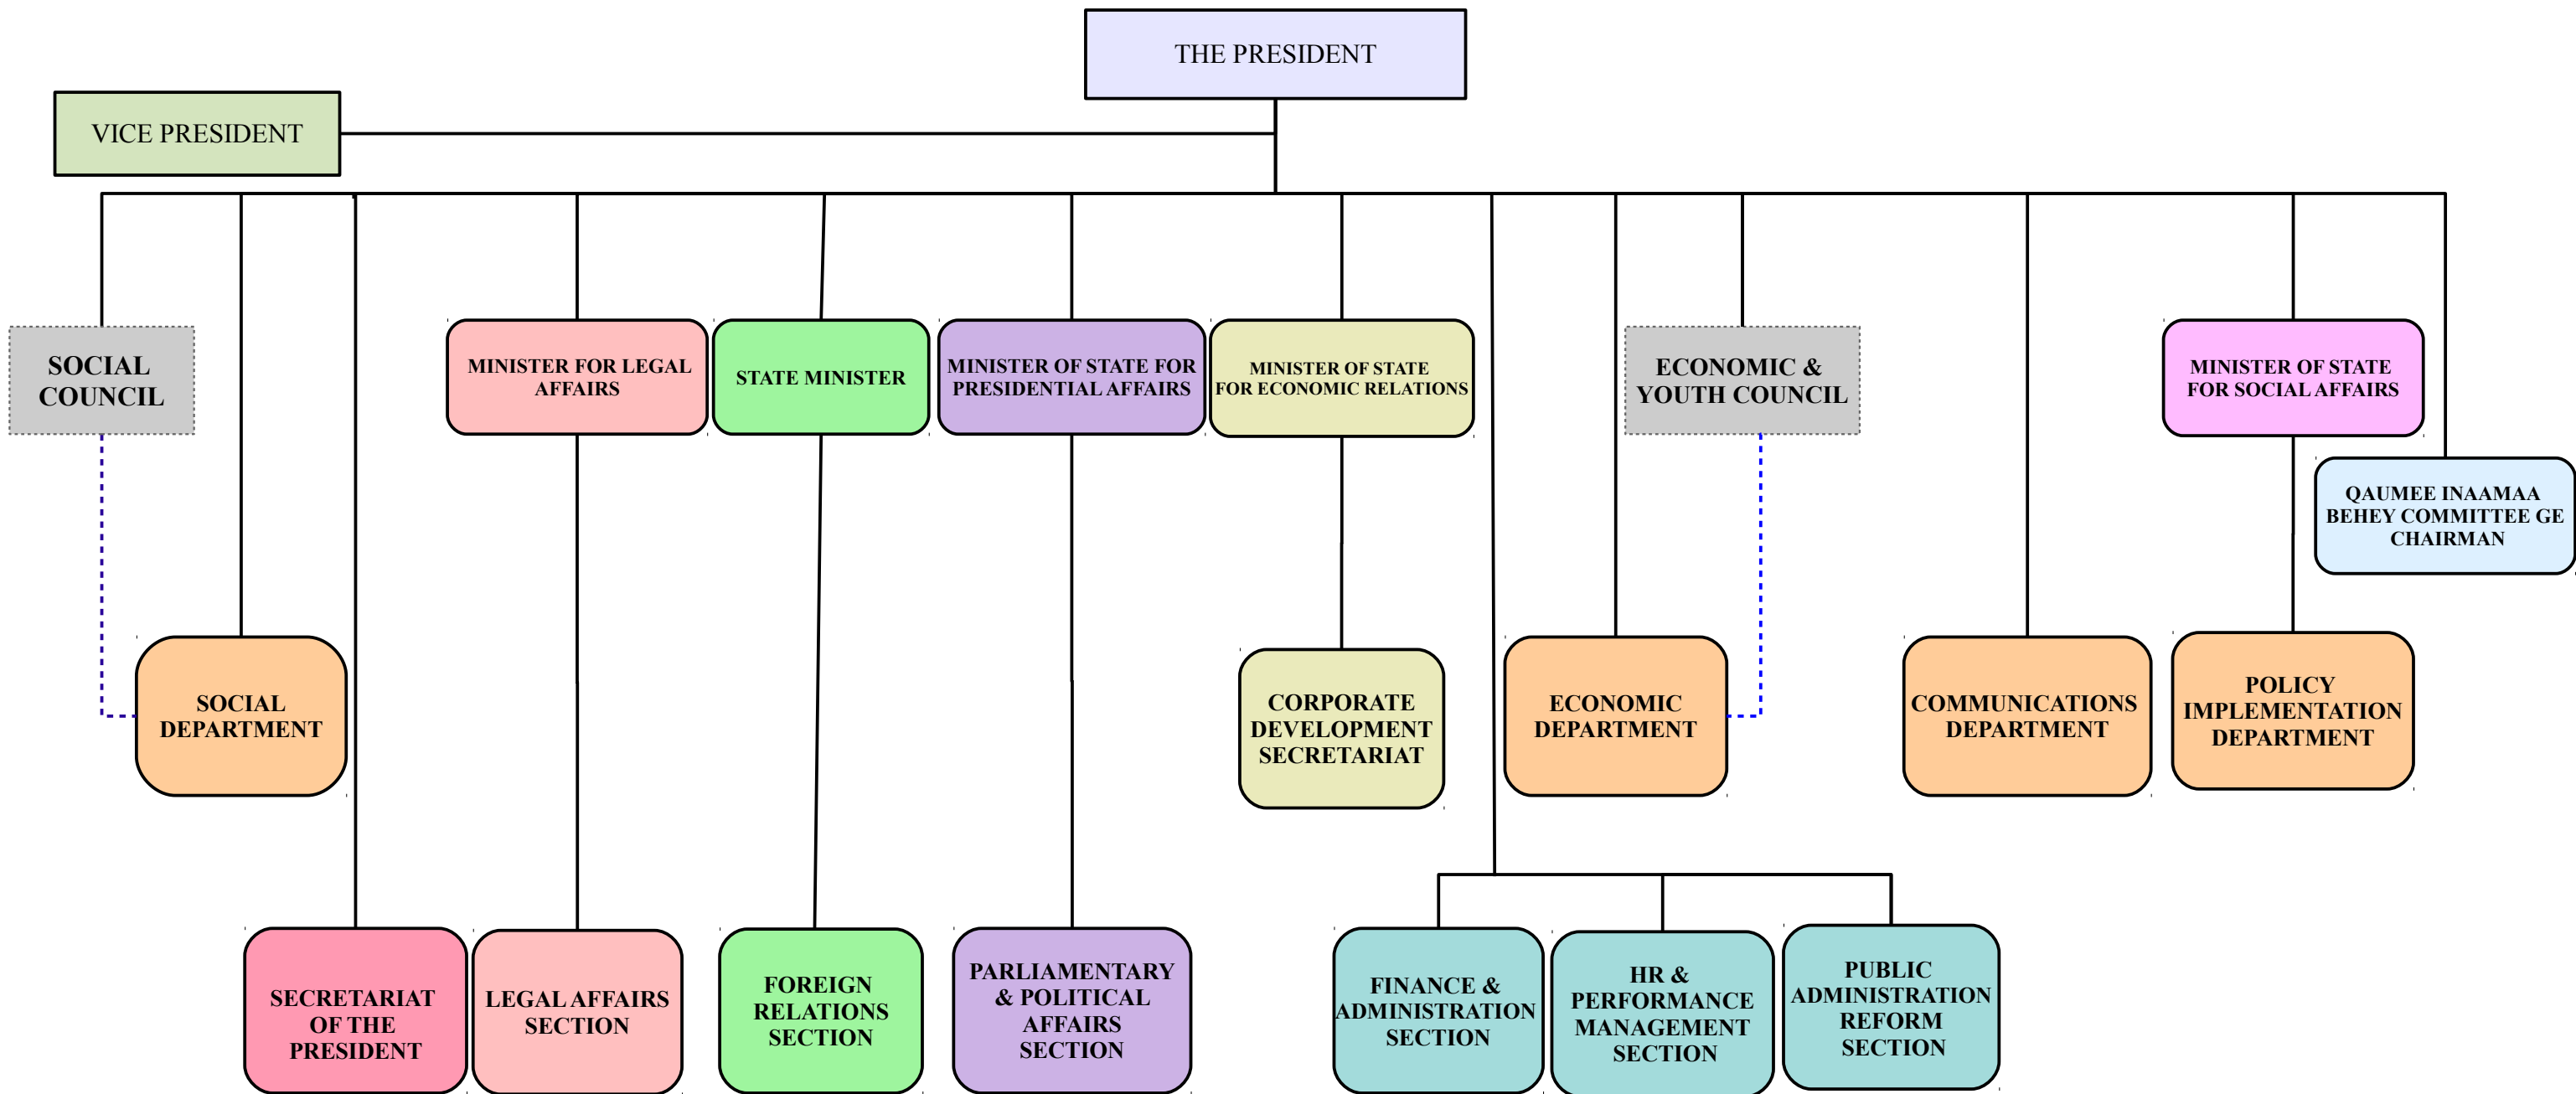 THE PRESIDENT
VICE PRESIDENT
SOCIAL
COUNCIL
MINISTER FOR LEGAL
AFFAIRS
STATE MINISTER
MINISTER OF STATE FOR
PRESIDENTIAL AFFAIRS
MINISTER OF STATE
FOR ECONOMIC RELATIONS
ECONOMIC &
YOUTH COUNCIL
MINISTER OF STATE
FOR SOCIAL AFFAIRS
QAUMEE INAAMAA
BEHEY COMMITTEE GE
CHAIRMAN
SOCIAL
DEPARTMENT
CORPORATE
DEVELOPMENT
SECRETARIAT
ECONOMIC
DEPARTMENT
COMMUNICATIONS
DEPARTMENT
POLICY
IMPLEMENTATION
DEPARTMENT
SECRETARIAT
OF THE
PRESIDENT
LEGAL AFFAIRS
SECTION
FOREIGN
RELATIONS
SECTION
PARLIAMENTARY
& POLITICAL
AFFAIRS
SECTION
FINANCE &
ADMINISTRATION
SECTION
HR &
PERFORMANCE
MANAGEMENT
SECTION
PUBLIC
ADMINISTRATION
REFORM
SECTION